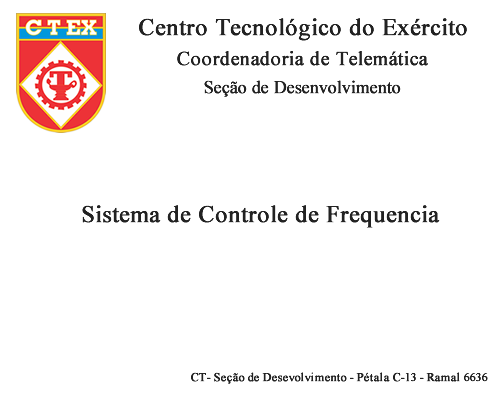 CTEX
Centro Tecnológico do Exército
Coordenadoria de Telemática
Seção de Desenvolvimento
Sistema de Controle de Frequencia
CT- Seção de Desevolvimento - Pétala C-13 - Ramal 6636